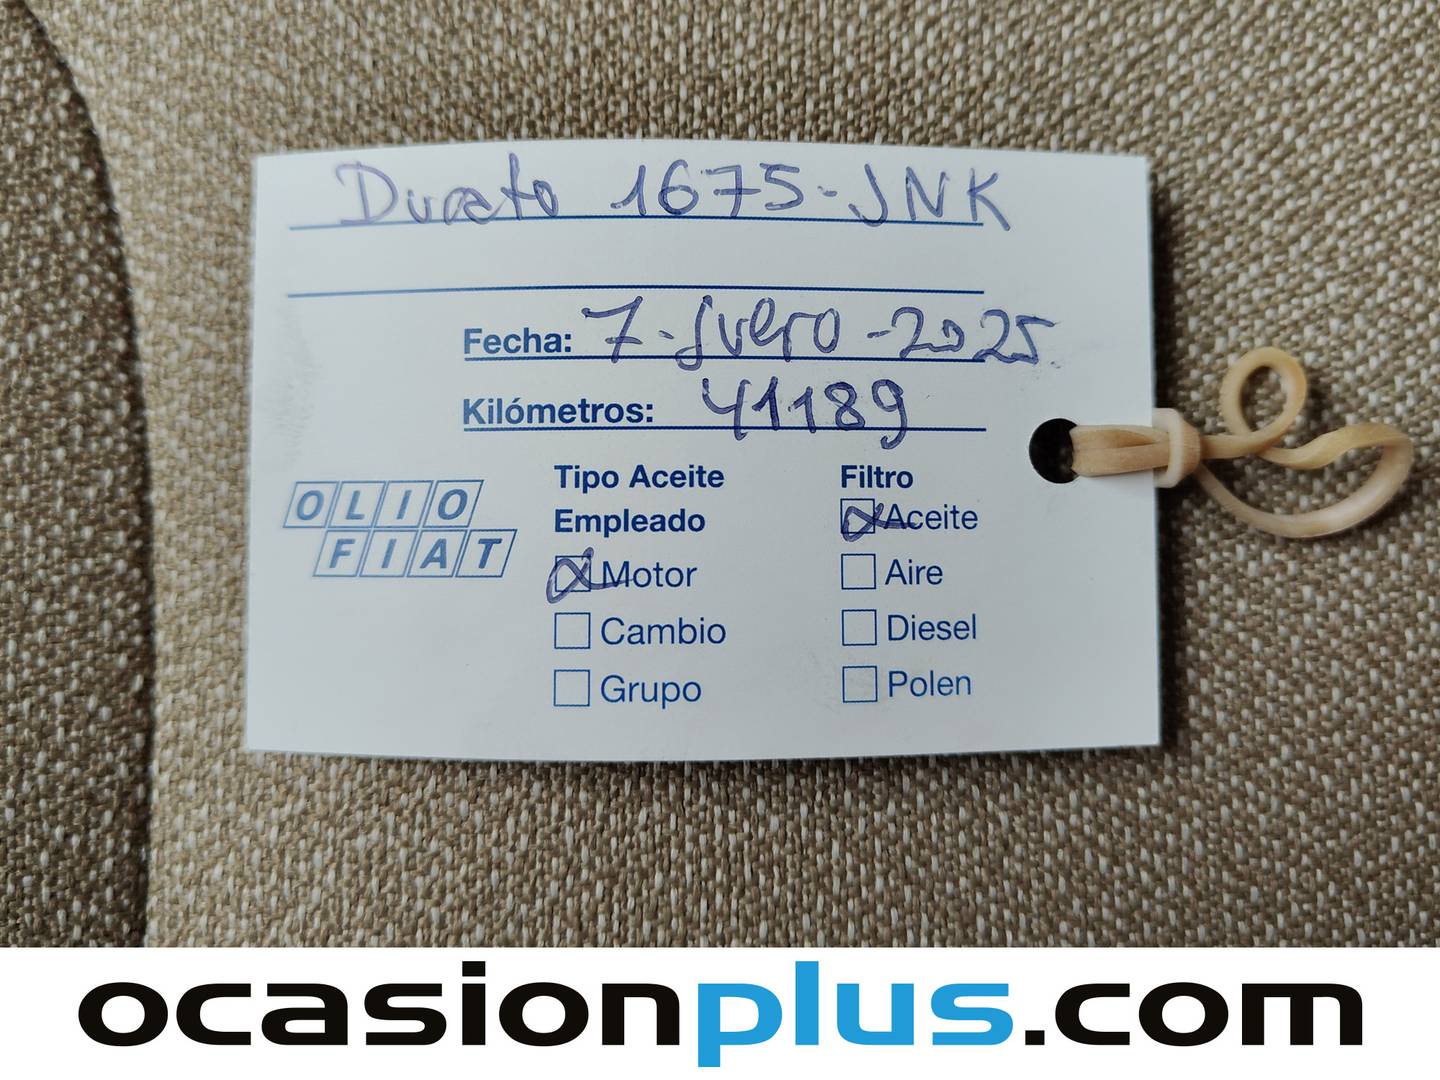 Ducato 1675-JNK
Fecha: 7-Enero-2025
Kilómetros: 41189
Tipo Aceite
Empleado
Motor
Cambio
Grupo
Filtro
Aceite
Aire
Diesel
Polen
OLIO
FIAT
ocasionplus.com